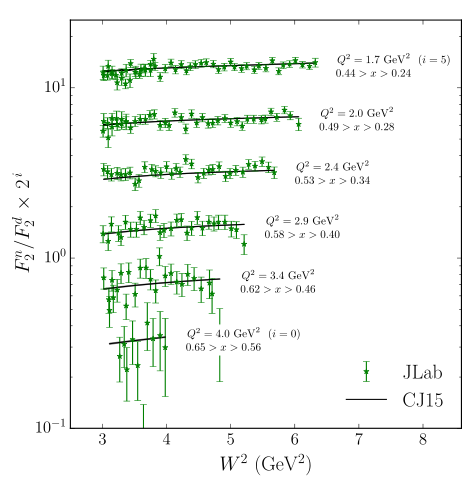 Q² = 1.7 GeV² (i = 5)
0.44 > x > 0.24
10¹
Q² = 2.0 GeV²
0.49 > x > 0.28
Q² = 2.4 GeV²
0.53 > x > 0.34
F₂ⁿ/F₂ᵈ × 2ⁱ
Q² = 2.9 GeV²
0.58 > x > 0.40
10⁰
Q² = 3.4 GeV²
0.62 > x > 0.46
Q² = 4.0 GeV² (i = 0)
0.65 > x > 0.56
JLab
CJ15
10⁻¹
3 4 5 6 7 8
W² (GeV²)